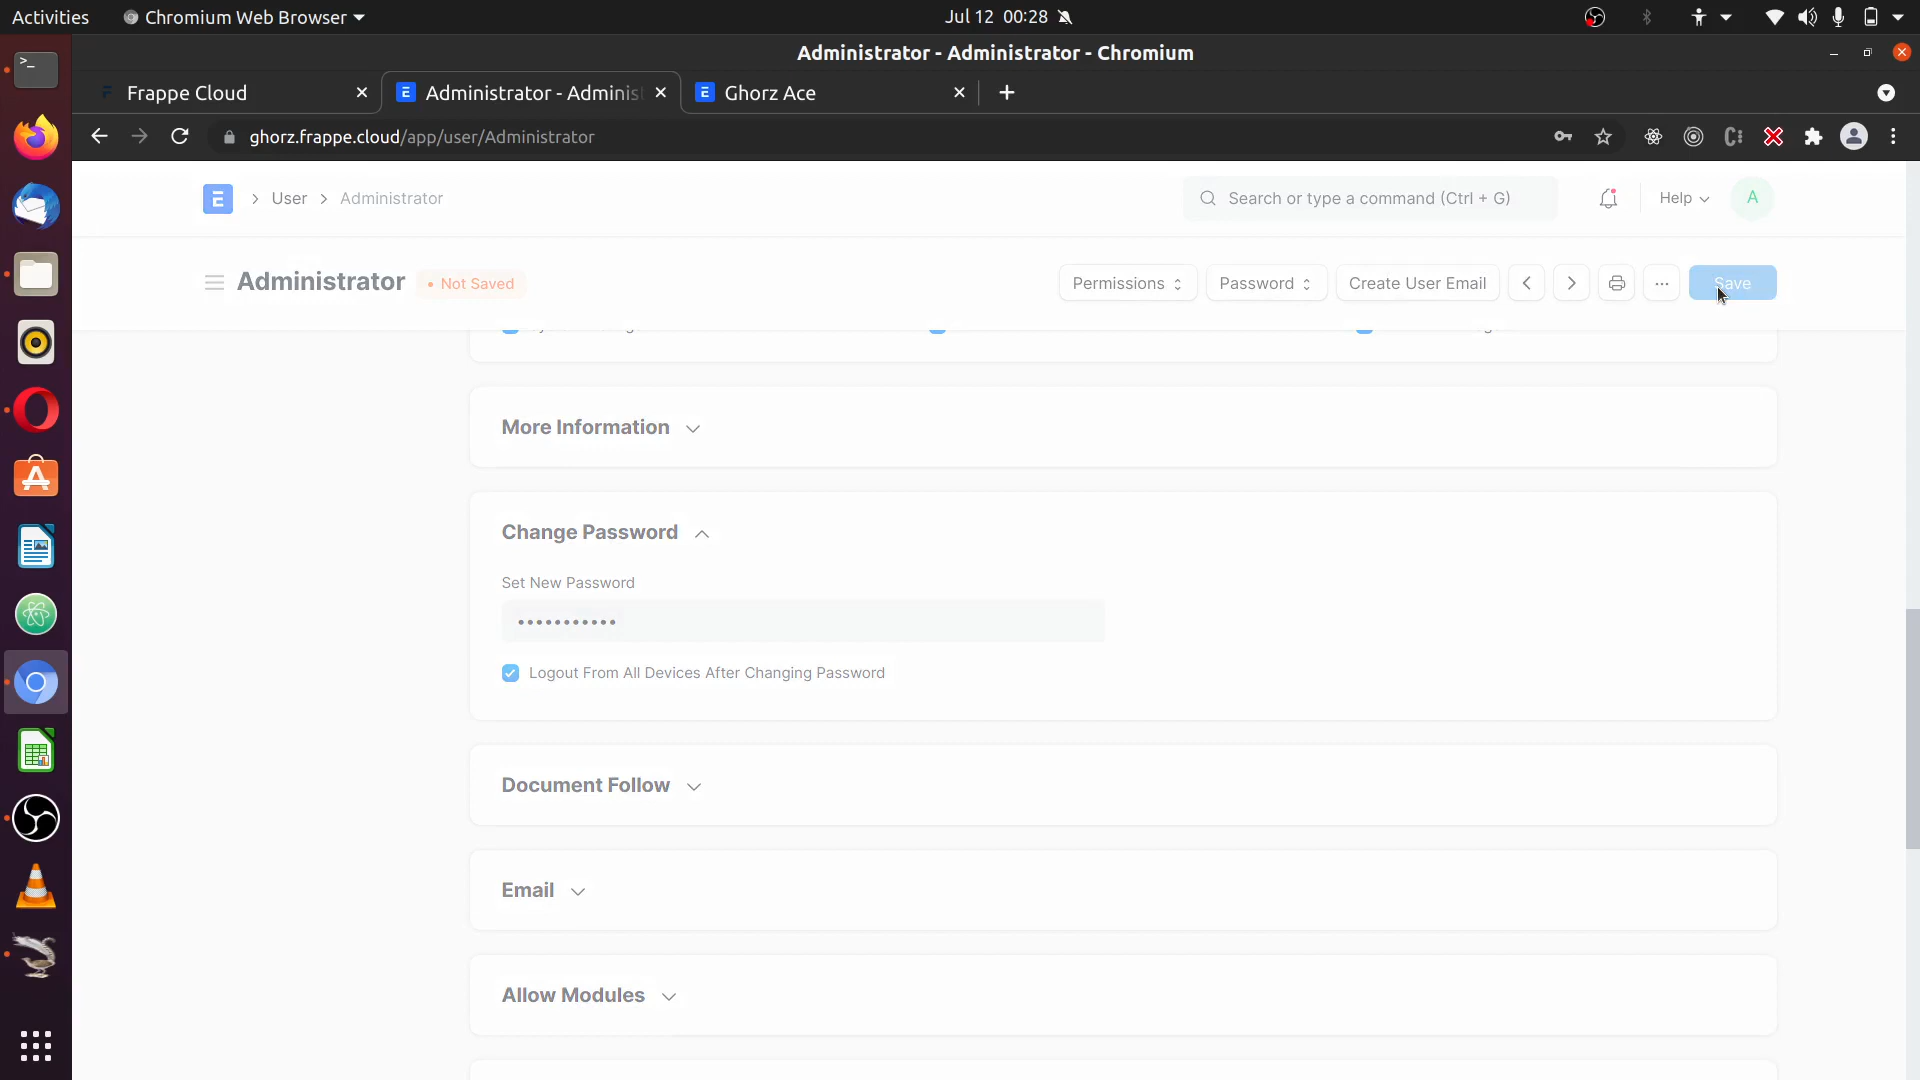 Activities Chromium Web Browser Jul 12 00:28
Administrator - Administrator - Chromium
Frappe Cloud Administrator - Adminis Ghorz Ace
ghorz.frappe.cloud/app/user/Administrator
E User Administrator Search or type a command (Ctrl + G) Help A
Administrator Not Saved Permissions Password Create User Email ... Save
More Information
Change Password
Set New Password
•••••••••••
Logout From All Devices After Changing Password
Document Follow
Email
Allow Modules